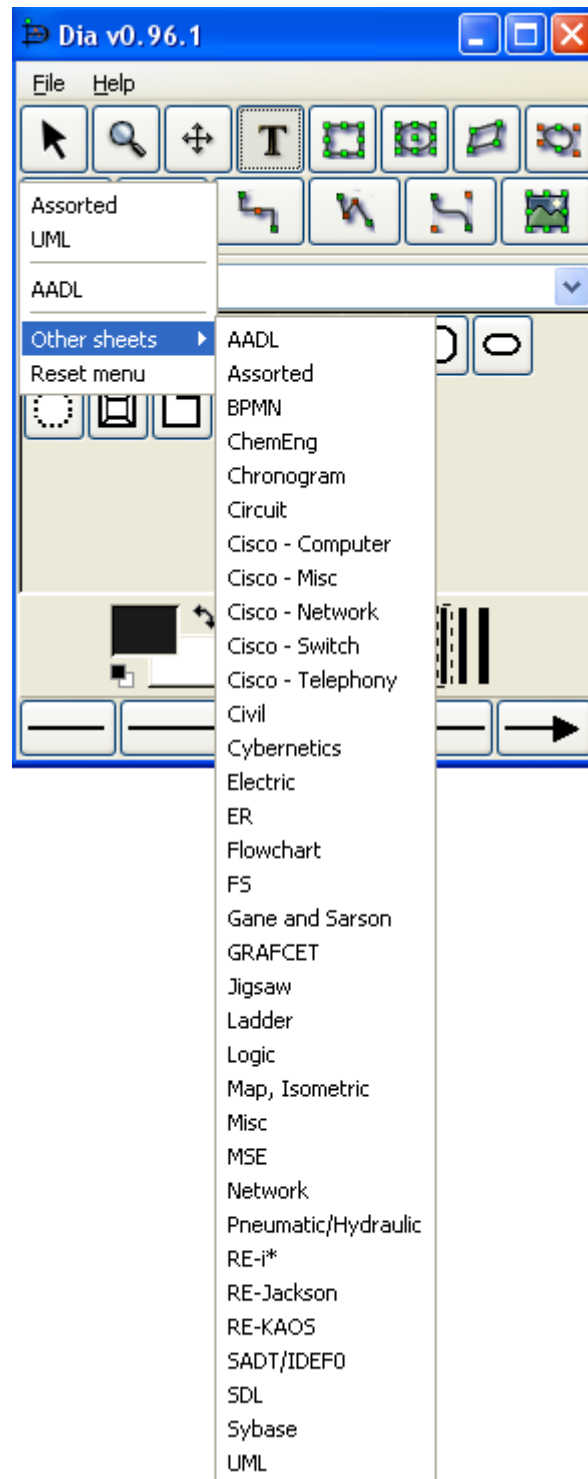 Dia v0.96.1
File Help
T
Assorted
UML
AADL
Other sheets
Reset menu
AADL
Assorted
BPMN
ChemEng
Chronogram
Circuit
Cisco - Computer
Cisco - Misc
Cisco - Network
Cisco - Switch
Cisco - Telephony
Civil
Cybernetics
Electric
ER
Flowchart
FS
Gane and Sarson
GRAFCET
Jigsaw
Ladder
Logic
Map, Isometric
Misc
MSE
Network
Pneumatic/Hydraulic
RE-i*
RE-Jackson
RE-KAOS
SADT/IDEF0
SDL
Sybase
UML